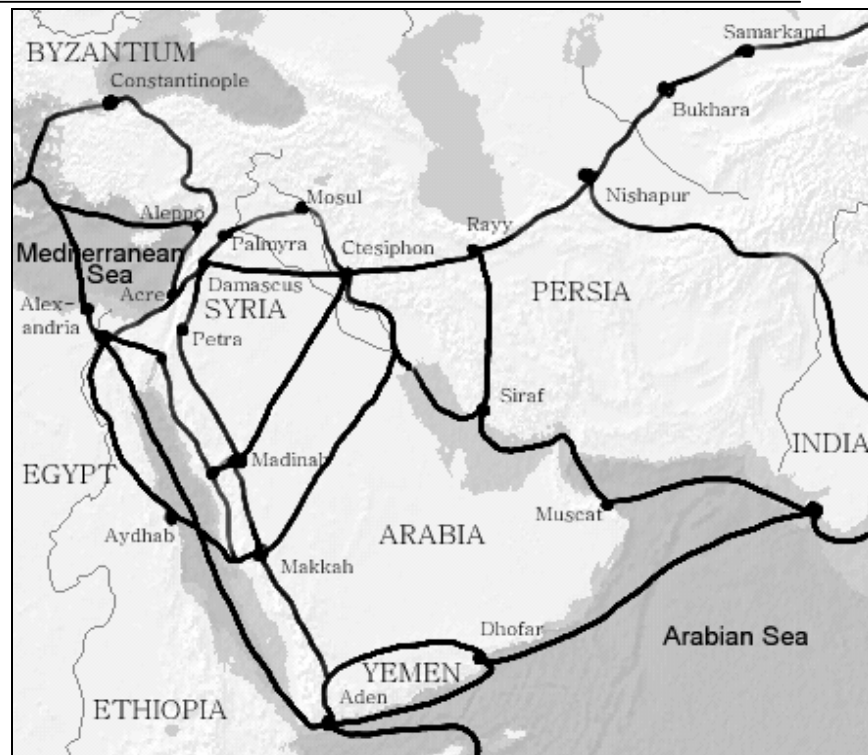 BYZANTIUM
Constantinople
Samarkand
Bukhara
Nishapur
Mosul
Aleppo
Rayy
Palmyra
Ctesiphon
Mediterranean
Sea
Damascus
Acre
SYRIA
PERSIA
Alex-
andria
Petra
Siraf
INDIA
EGYPT
Madinah
Muscat
Aydhab
ARABIA
Makkah
Dhofar
Arabian Sea
YEMEN
Aden
ETHIOPIA